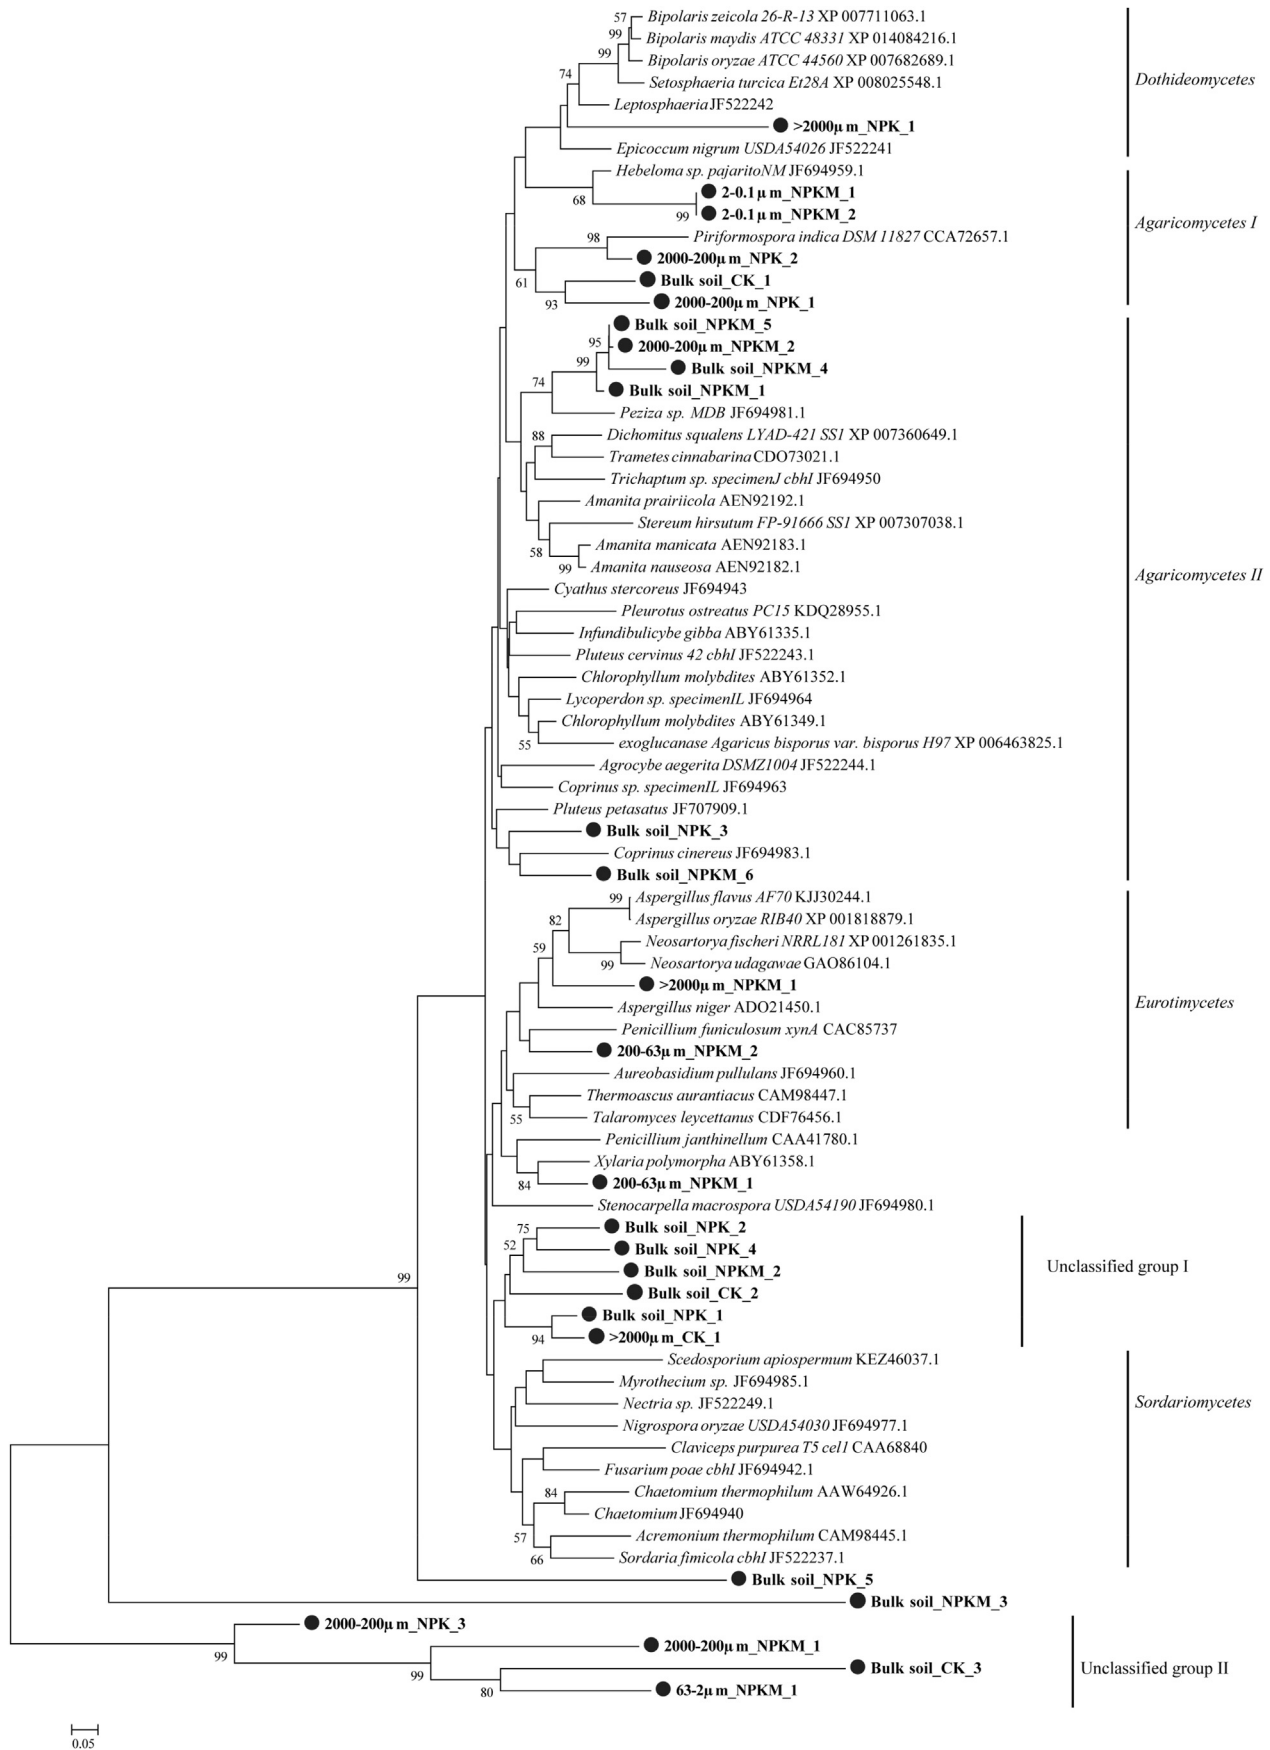 57 Bipolaris zeicola 26-R-13 XP 007711063.1
99 Bipolaris maydis ATCC 48331 XP 014084216.1
99 Bipolaris oryzae ATCC 44560 XP 007682689.1
74 Setosphaeria turcica Et28A XP 008025548.1
Dothideomycetes
Leptosphaeria JF522242
>2000μm_NPK_1
Epicoccum nigrum USDA54026 JF522241
Hebeloma sp. pajaritoNM JF694959.1
68 2-0.1μm_NPKM_1
99 2-0.1μm_NPKM_2
Agaricomycetes I
98 Piriformospora indica DSM 11827 CCA72657.1
2000-200μm_NPK_2
61 Bulk soil_CK_1
93 2000-200μm_NPK_1
Bulk soil_NPKM_5
95 2000-200μm_NPKM_2
99 Bulk soil_NPKM_4
74 Bulk soil_NPKM_1
Peziza sp. MDB JF694981.1
88 Dichomitus squalens LYAD-421 SS1 XP 007360649.1
Trametes cinnabarina CDO73021.1
Trichaptum sp. specimenJ cbhI JF694950
Amanita prairiicola AEN92192.1
Stereum hirsutum FP-91666 SS1 XP 007307038.1
58 Amanita manicata AEN92183.1
99 Amanita nauseosa AEN92182.1
Agaricomycetes II
Cyathus stercoreus JF694943
Pleurotus ostreatus PC15 KDQ28955.1
Infundibulicybe gibba ABY61335.1
Pluteus cervinus 42 cbhI JF522243.1
Chlorophyllum molybdites ABY61352.1
Lycoperdon sp. specimenIL JF694964
Chlorophyllum molybdites ABY61349.1
55 exoglucanase Agaricus bisporus var. bisporus H97 XP 006463825.1
Agrocybe aegerita DSMZ1004 JF522244.1
Coprinus sp. specimenIL JF694963
Pluteus petasatus JF707909.1
Bulk soil_NPK_3
Coprinus cinereus JF694983.1
Bulk soil_NPKM_6
99 Aspergillus flavus AF70 KJJ30244.1
82 Aspergillus oryzae RIB40 XP 001818879.1
59 Neosartorya fischeri NRRL181 XP 001261835.1
99 Neosartorya udagawae GAO86104.1
>2000μm_NPKM_1
Eurotimycetes
Aspergillus niger ADO21450.1
Penicillium funiculosum xynA CAC85737
200-63μm_NPKM_2
Aureobasidium pullulans JF694960.1
Thermoascus aurantiacus CAM98447.1
55 Talaromyces leycettanus CDF76456.1
Penicillium janthinellum CAA41780.1
Xylaria polymorpha ABY61358.1
84 200-63μm_NPKM_1
Stenocarpella macrospora USDA54190 JF694980.1
75 Bulk soil_NPK_2
52 Bulk soil_NPK_4
Bulk soil_NPKM_2
Unclassified group I
99 Bulk soil_CK_2
Bulk soil_NPK_1
94 >2000μm_CK_1
Scedosporium apiospermum KEZ46037.1
Myrothecium sp. JF694985.1
Nectria sp. JF522249.1
Sordariomycetes
Nigrospora oryzae USDA54030 JF694977.1
Claviceps purpurea T5 cel1 CAA68840
Fusarium poae cbhI JF694942.1
84 Chaetomium thermophilum AAW64926.1
Chaetomium JF694940
57 Acremonium thermophilum CAM98445.1
66 Sordaria fimicola cbhI JF522237.1
Bulk soil_NPK_5
Bulk soil_NPKM_3
2000-200μm_NPK_3
99 2000-200μm_NPKM_1
99 Bulk soil_CK_3
Unclassified group II
80 63-2μm_NPKM_1
0.05